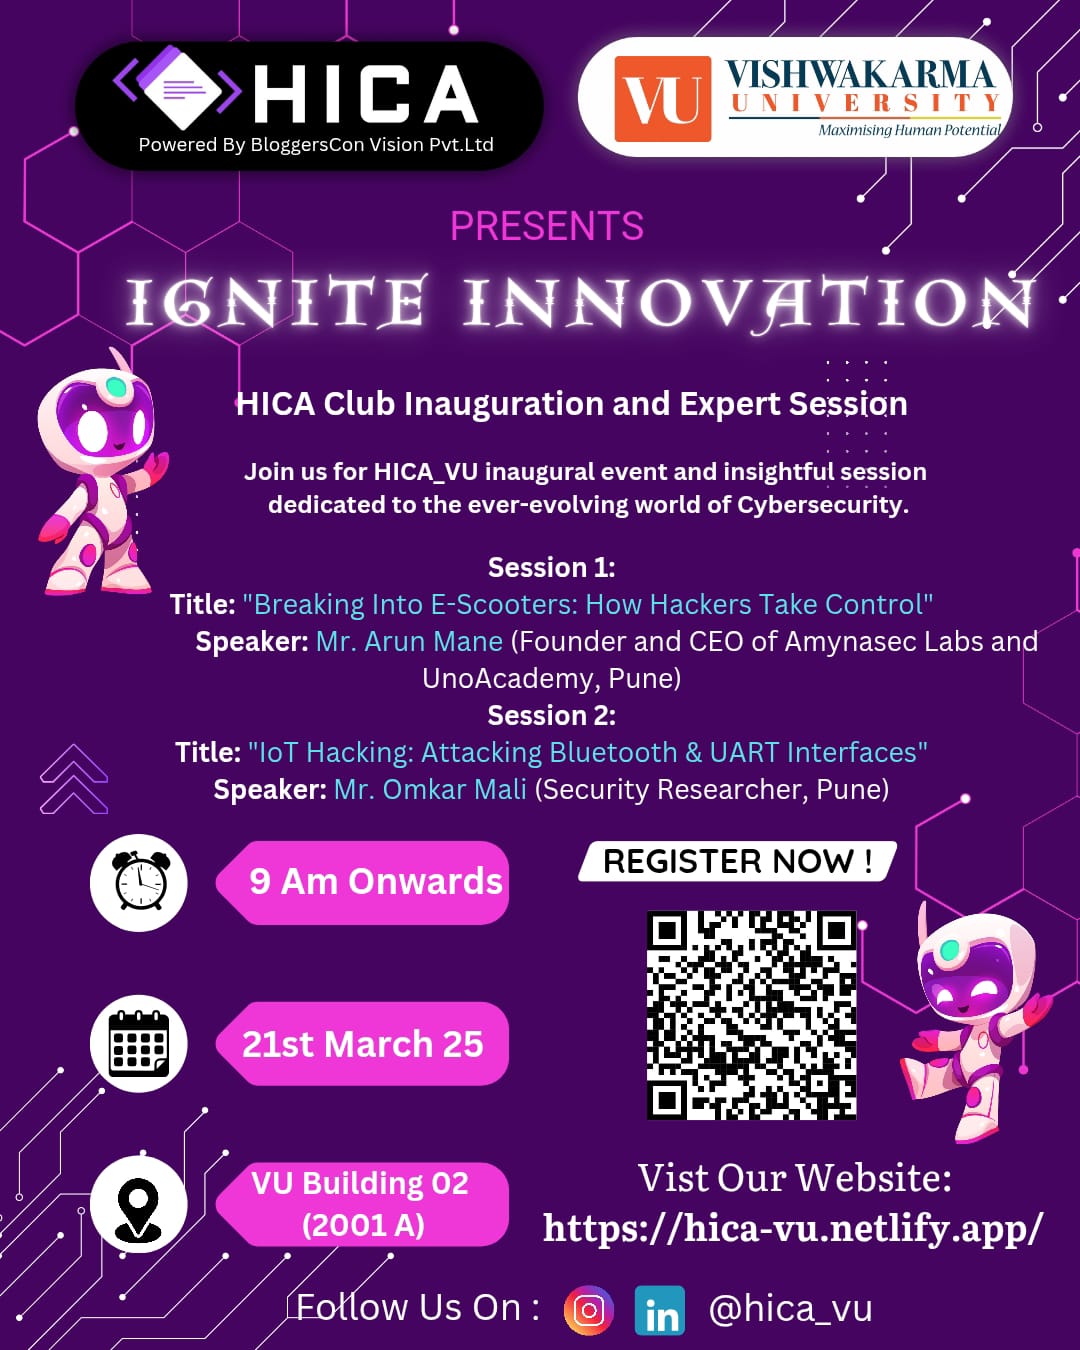 HICA
Powered By BloggersCon Vision Pvt.Ltd
VU
VISHWAKARMA
UNIVERSITY
Maximising Human Potential
PRESENTS
IGNITE INNOVATION
HICA Club Inauguration and Expert Session
Join us for HICA_VU inaugural event and insightful session
dedicated to the ever-evolving world of Cybersecurity.
Session 1:
Title: "Breaking Into E-Scooters: How Hackers Take Control"
Speaker: Mr. Arun Mane (Founder and CEO of Amynasec Labs and
UnoAcademy, Pune)
Session 2:
Title: "IoT Hacking: Attacking Bluetooth & UART Interfaces"
Speaker: Mr. Omkar Mali (Security Researcher, Pune)
9 Am Onwards
REGISTER NOW !
21st March 25
VU Building 02
(2001 A)
Vist Our Website:
https://hica-vu.netlify.app/
Follow Us On :
in
@hica_vu